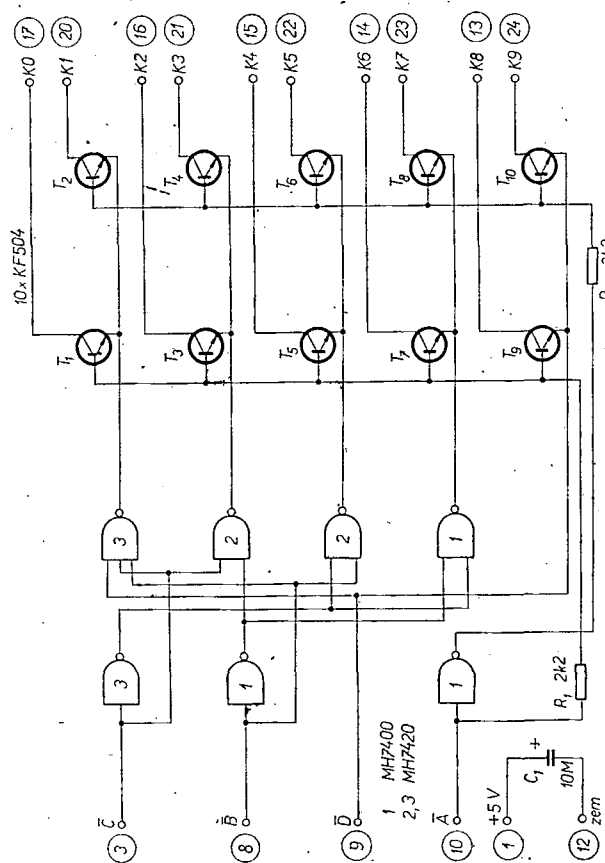 10x KF504
K0 17
K1 20
K2 16
K3 21
K4 15
K5 22
K6 14
K7 23
K8 13
K9 24
T1
T2
T3
T4
T5
T6
T7
T8
T9
T10
3
2
2
1
3
1
1
R1 2k2
C̄ 3
B̄ 8
D̄ 9
Ā 10
1 MH7400
2,3 MH7420
+5V 1
C1 +
10M
zem 12